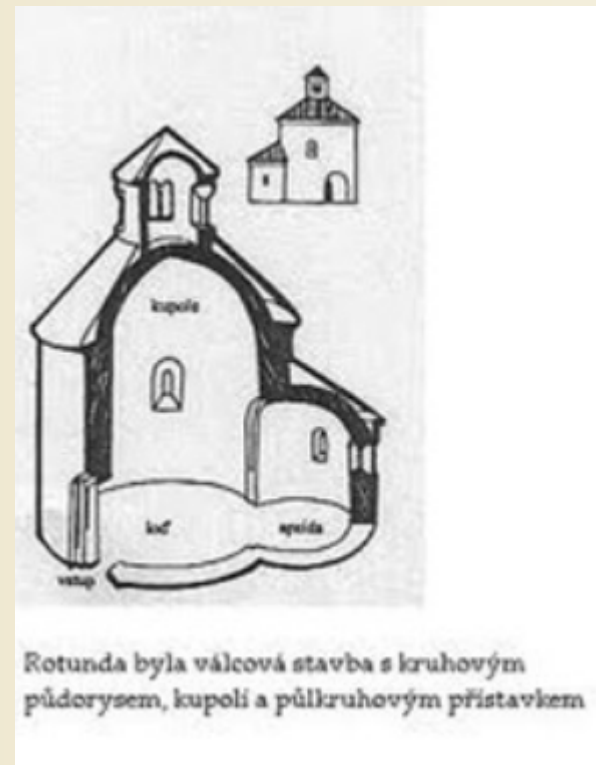 kupole
loď
apsida
vstup
Rotunda byla válcová stavba s kruhovým
půdorysem, kupolí a půlkruhovým přístavkem